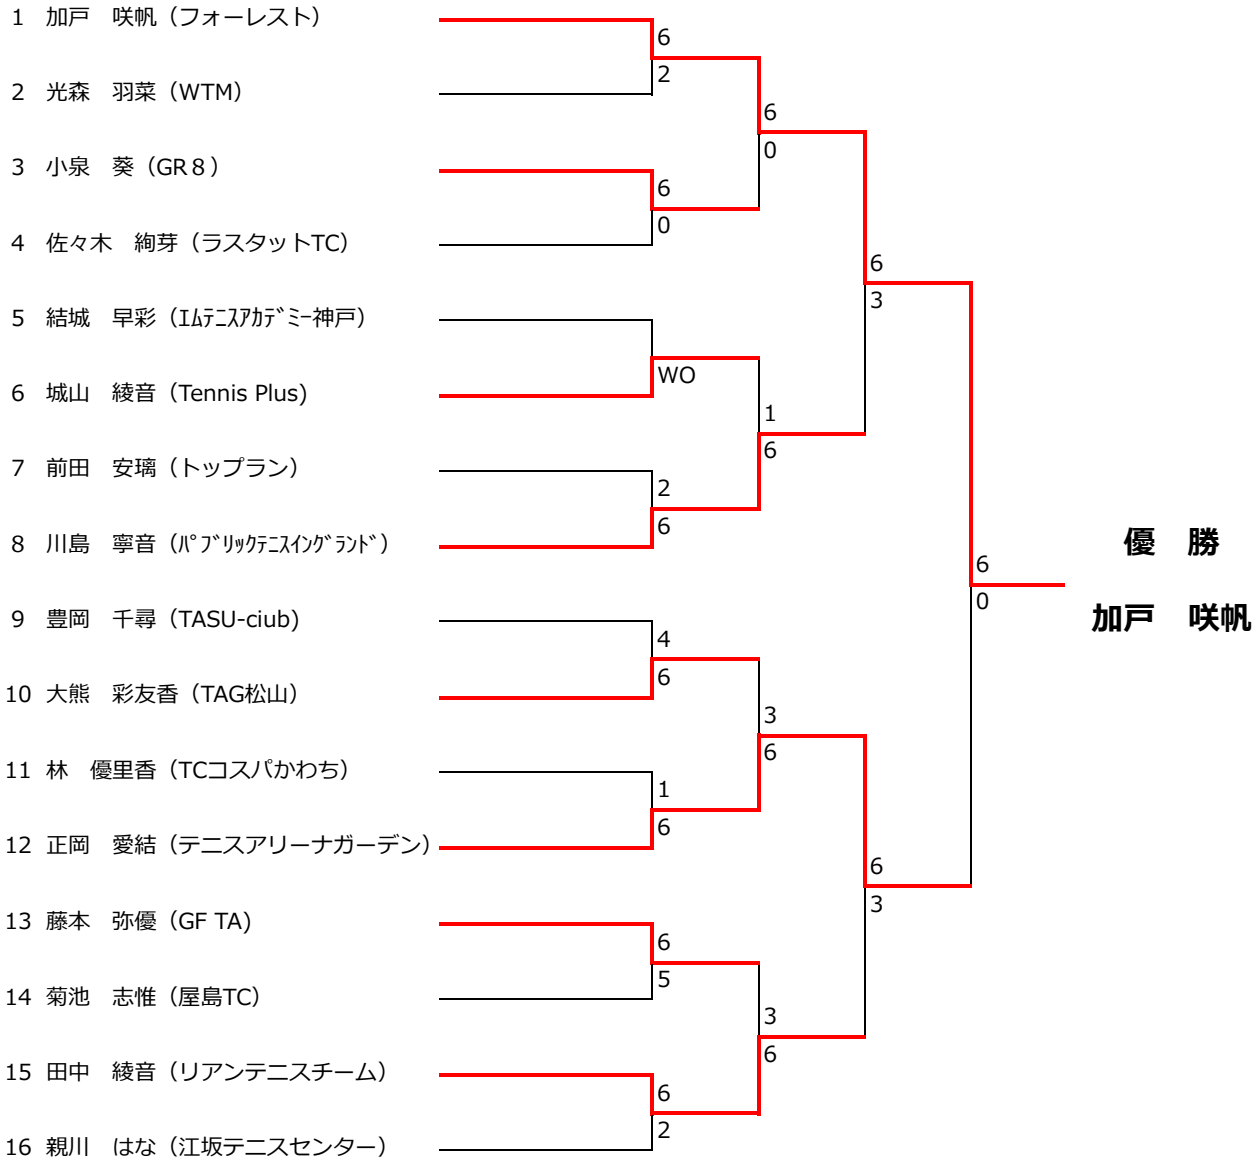 1 加戸　咲帆（フォーレスト）
6
2
2 光森　羽菜（WTM）
6
0
3 小泉　葵（GR８）
6
0
4 佐々木　絢芽（ラスタットTC）
6
3
5 結城　早彩（ｴﾑﾃﾆｽｱｶﾃﾞﾐｰ神戸）
WO
6 城山　綾音（Tennis Plus)
1
6
7 前田　安璃（トップラン）
2
6
8 川島　寧音（ﾊﾟﾌﾞﾘｯｸﾃﾆｽｲﾝｸﾞﾗﾝﾄﾞ）
優　勝
6
0
加戸　咲帆
9 豊岡　千尋（TASU-ciub)
4
6
10 大熊　彩友香（TAG松山）
3
6
11 林　優里香（TCコスパかわち）
1
6
12 正岡　愛結（テニスアリーナガーデン）
6
3
13 藤本　弥優（GF TA)
6
5
14 菊池　志惟（屋島TC）
3
6
15 田中　綾音（リアンテニスチーム）
6
2
16 親川　はな（江坂テニスセンター）